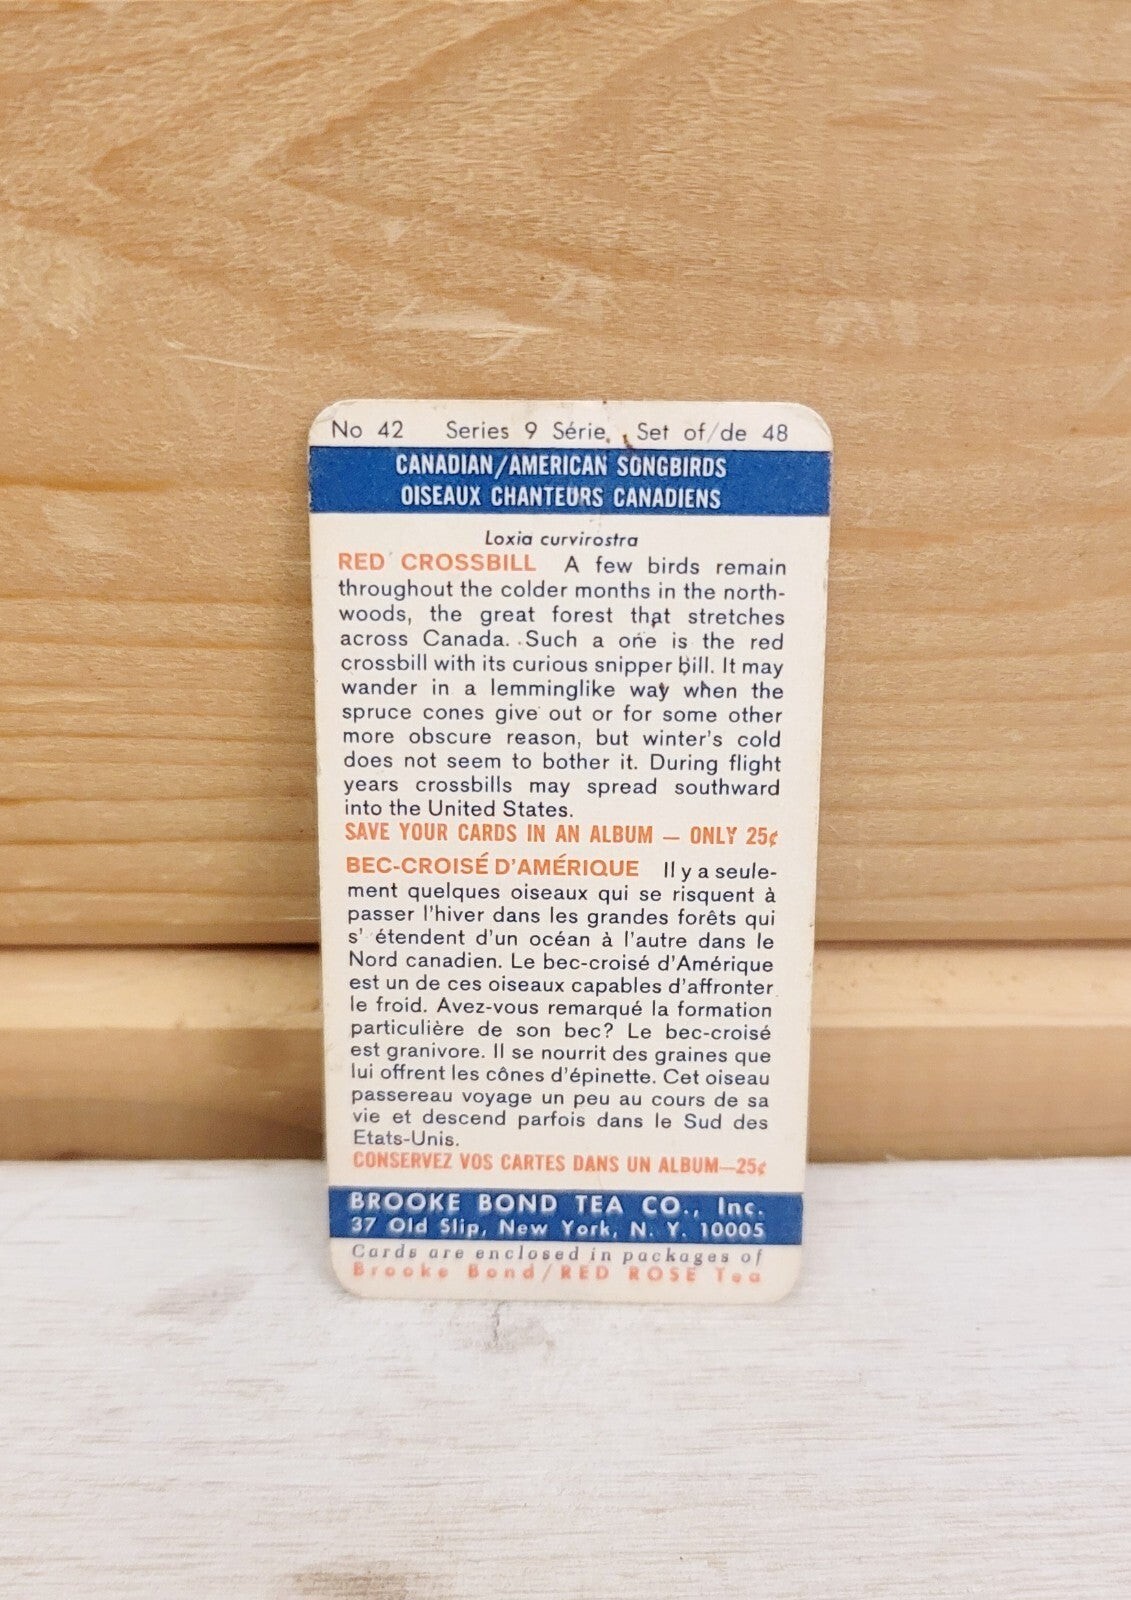 No 42 Series 9 Série, Set of/de 48
CANADIAN/AMERICAN SONGBIRDS
OISEAUX CHANTEURS CANADIENS
Loxia curvirostra
RED CROSSBILL A few birds remain
throughout the colder months in the north-
woods, the great forest that stretches
across Canada. Such a one is the red
crossbill with its curious snipper bill. It may
wander in a lemminglike way when the
spruce cones give out or for some other
more obscure reason, but winter's cold
does not seem to bother it. During flight
years crossbills may spread southward
into the United States.
SAVE YOUR CARDS IN AN ALBUM — ONLY 25¢
BEC-CROISÉ D'AMÉRIQUE Il y a seule-
ment quelques oiseaux qui se risquent à
passer l'hiver dans les grandes forêts qui
s' étendent d'un océan à l'autre dans le
Nord canadien. Le bec-croisé d'Amérique
est un de ces oiseaux capables d'affronter
le froid. Avez-vous remarqué la formation
particulière de son bec? Le bec-croisé
est granivore. Il se nourrit des graines que
lui offrent les cônes d'épinette. Cet oiseau
passereau voyage un peu au cours de sa
vie et descend parfois dans le Sud des
Etats-Unis.
CONSERVEZ VOS CARTES DANS UN ALBUM—25¢
BROOKE BOND TEA CO., Inc.
37 Old Slip, New York, N. Y. 10005
Cards are enclosed in packages of
Brooke Bond/RED ROSE Tea